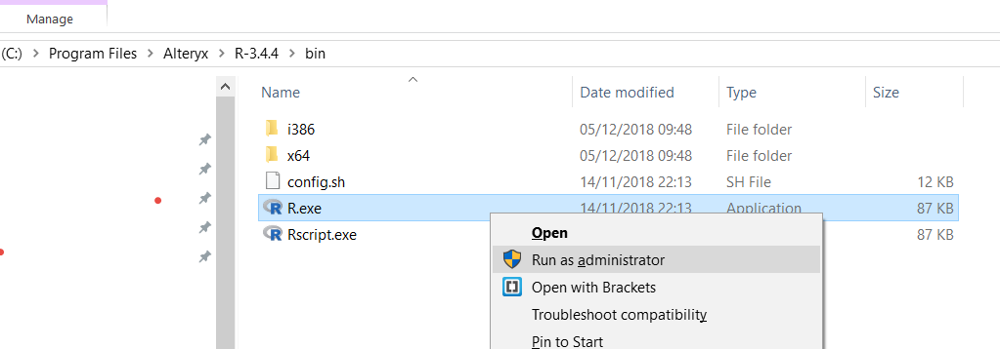 Manage
(C:) > Program Files > Alteryx > R-3.4.4 > bin
Name Date modified Type Size
i386 05/12/2018 09:48 File folder
x64 05/12/2018 09:48 File folder
config.sh 14/11/2018 22:13 SH File 12 KB
R.exe 14/11/2018 22:13 Application 87 KB
Rscript.exe 87 KB
Open
Run as administrator
Open with Brackets
Troubleshoot compatibility
Pin to Start